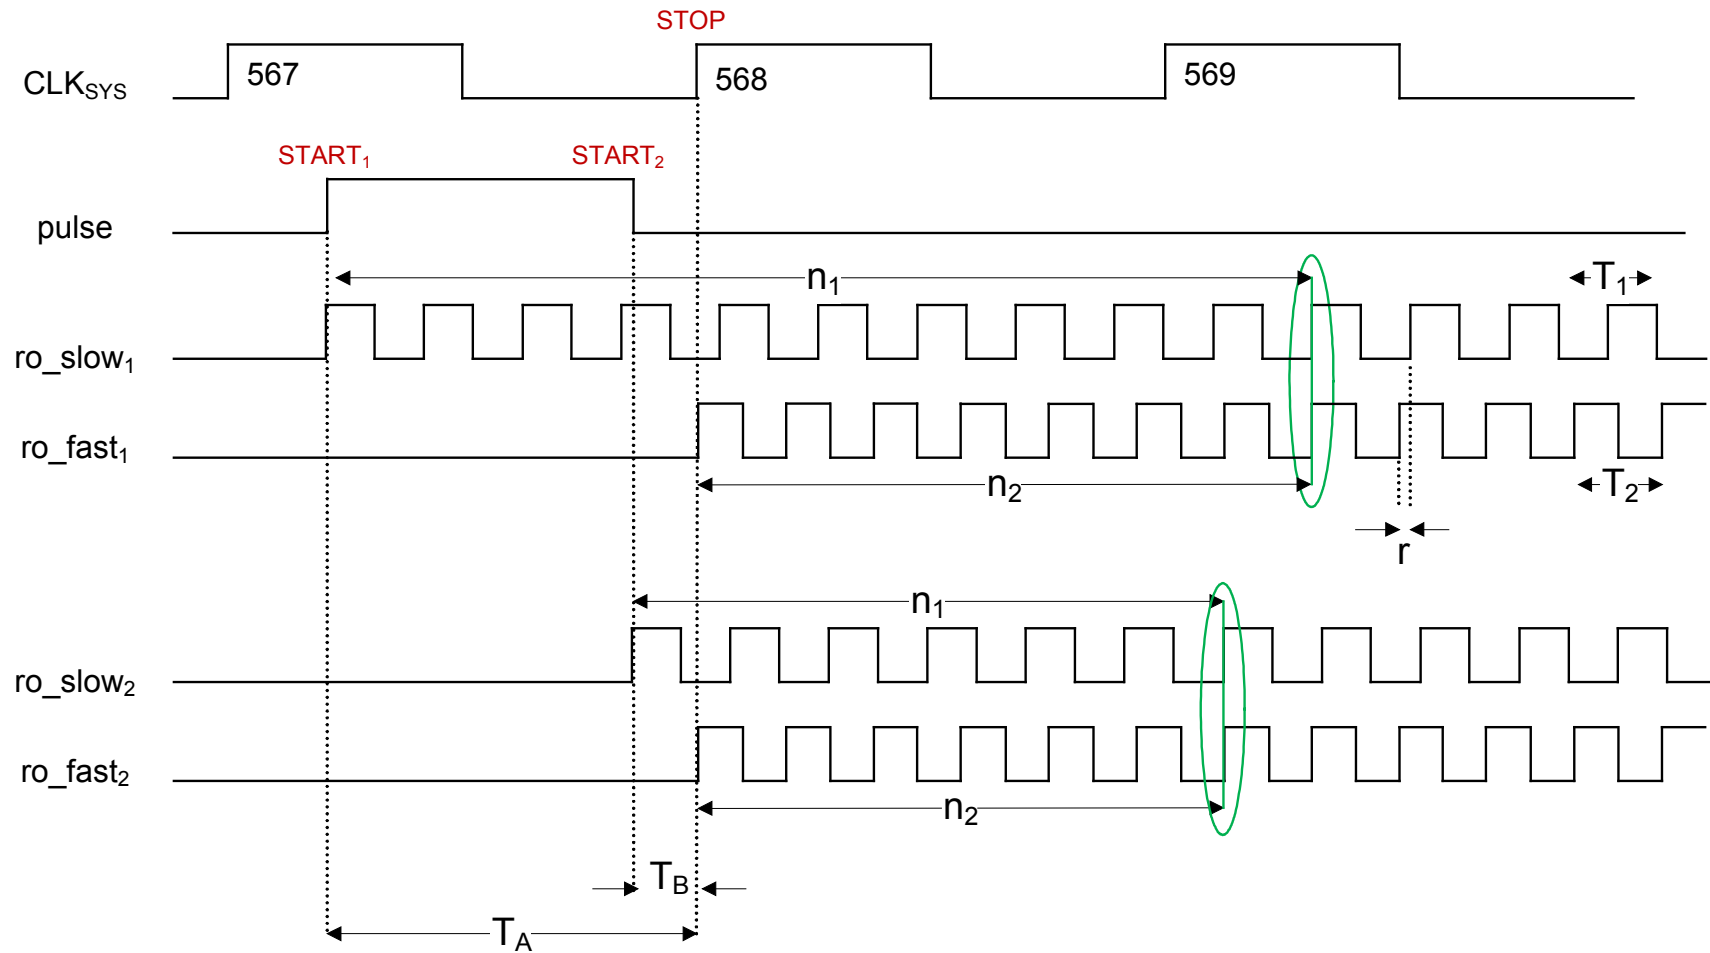 STOP
CLKSYS
567
568
569
START1
START2
pulse
n1
T1
ro_slow1
ro_fast1
n2
T2
r
n1
ro_slow2
ro_fast2
n2
TB
TA